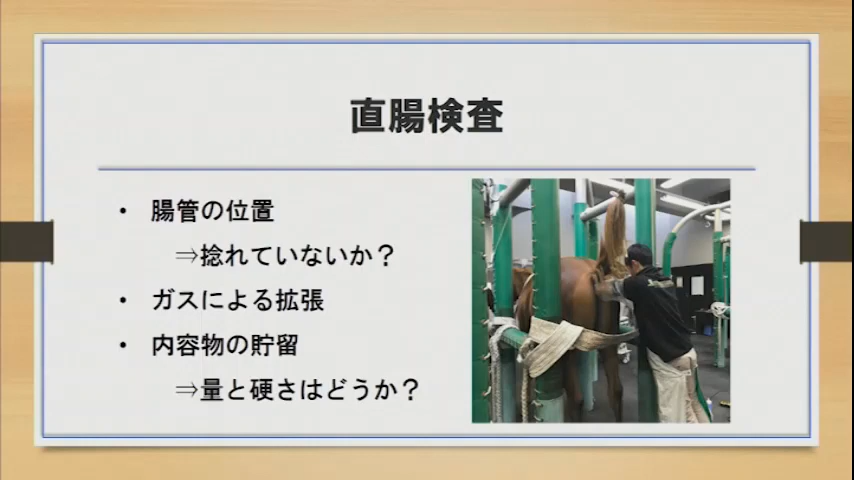 直腸検査
• 腸管の位置
⇒捻れていないか？
• ガスによる拡張
• 内容物の貯留
⇒量と硬さはどうか？